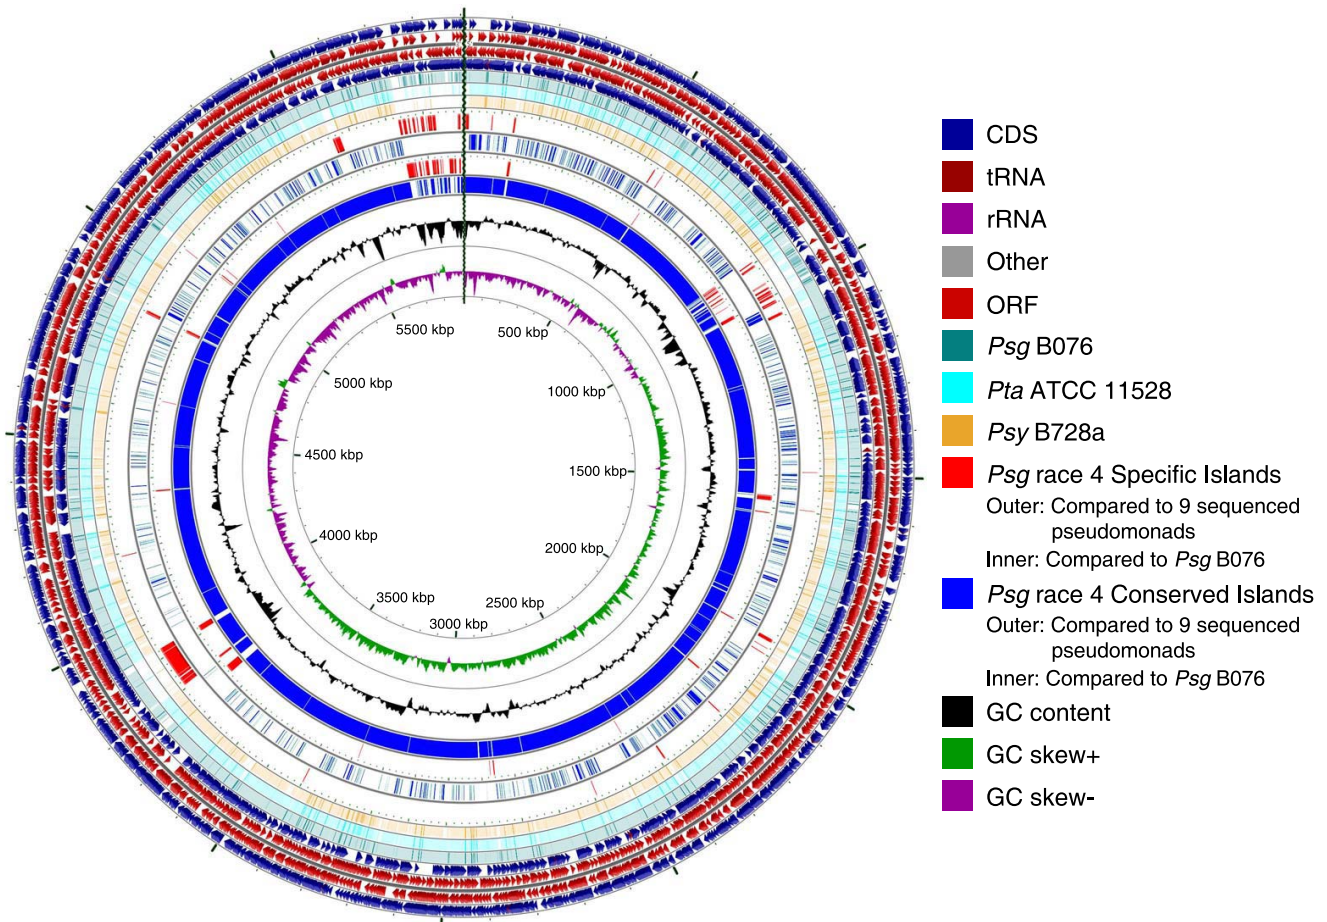 5500 kbp
500 kbp
5000 kbp
1000 kbp
4500 kbp
1500 kbp
4000 kbp
2000 kbp
3500 kbp
2500 kbp
3000 kbp
CDS
tRNA
rRNA
Other
ORF
Psg B076
Pta ATCC 11528
Psy B728a
Psg race 4 Specific Islands
Outer: Compared to 9 sequenced
pseudomonads
Inner: Compared to Psg B076
Psg race 4 Conserved Islands
Outer: Compared to 9 sequenced
pseudomonads
Inner: Compared to Psg B076
GC content
GC skew+
GC skew-